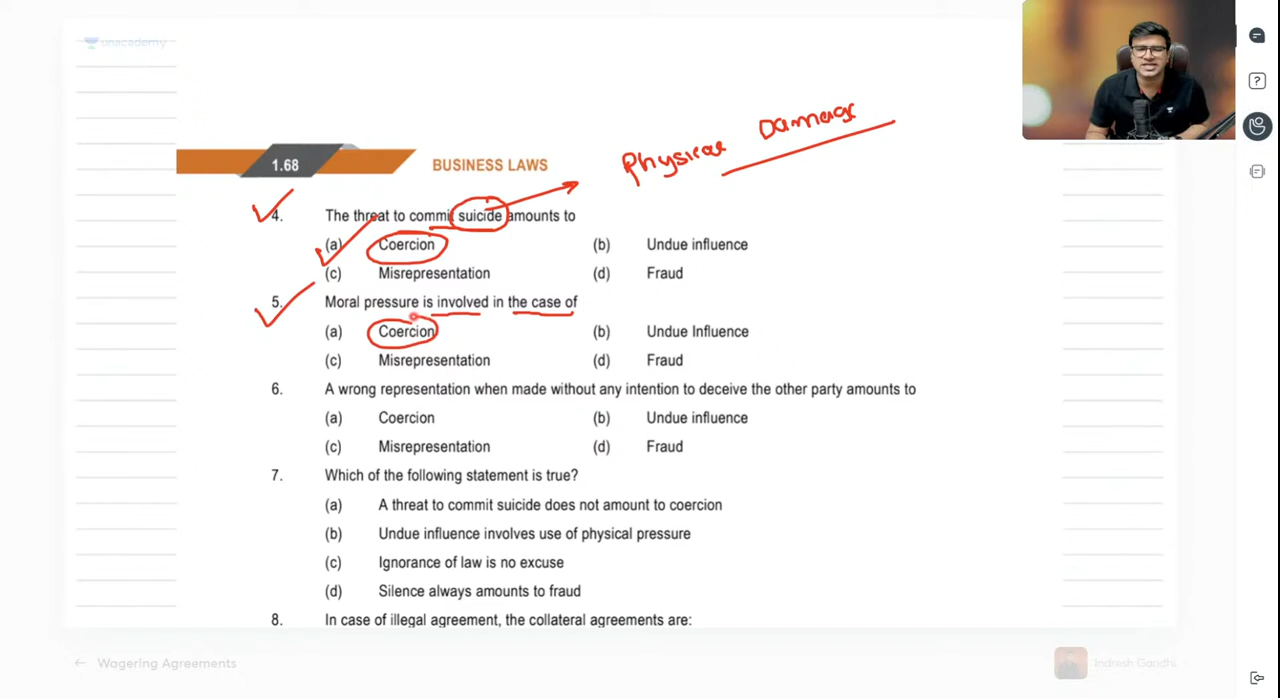 unacademy
Physical Damage
1.68 BUSINESS LAWS
4. The threat to commit suicide amounts to
(a) Coercion (b) Undue influence
(c) Misrepresentation (d) Fraud
5. Moral pressure is involved in the case of
(a) Coercion (b) Undue Influence
(c) Misrepresentation (d) Fraud
6. A wrong representation when made without any intention to deceive the other party amounts to
(a) Coercion (b) Undue influence
(c) Misrepresentation (d) Fraud
7. Which of the following statement is true?
(a) A threat to commit suicide does not amount to coercion
(b) Undue influence involves use of physical pressure
(c) Ignorance of law is no excuse
(d) Silence always amounts to fraud
8. In case of illegal agreement, the collateral agreements are:
← Wagering Agreements
Indresh Gandhi